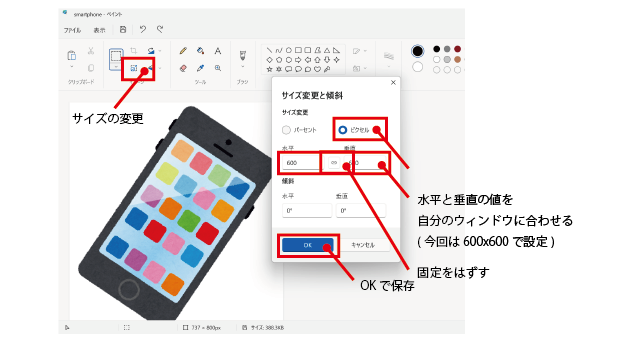 smartphone - ペイント
ファイル 表示
クリップボード
ツール
ブラシ
サイズの変更
サイズ変更と傾斜
サイズ変更
パーセント
ピクセル
水平
垂直
600
傾斜
水平 垂直
0° 0°
OK キャンセル
水平と垂直の値を
自分のウィンドウに合わせる
( 今回は 600x600 で設定 )
固定をはずす
OK で保存
737 × 800px
サイズ: 386.5KB